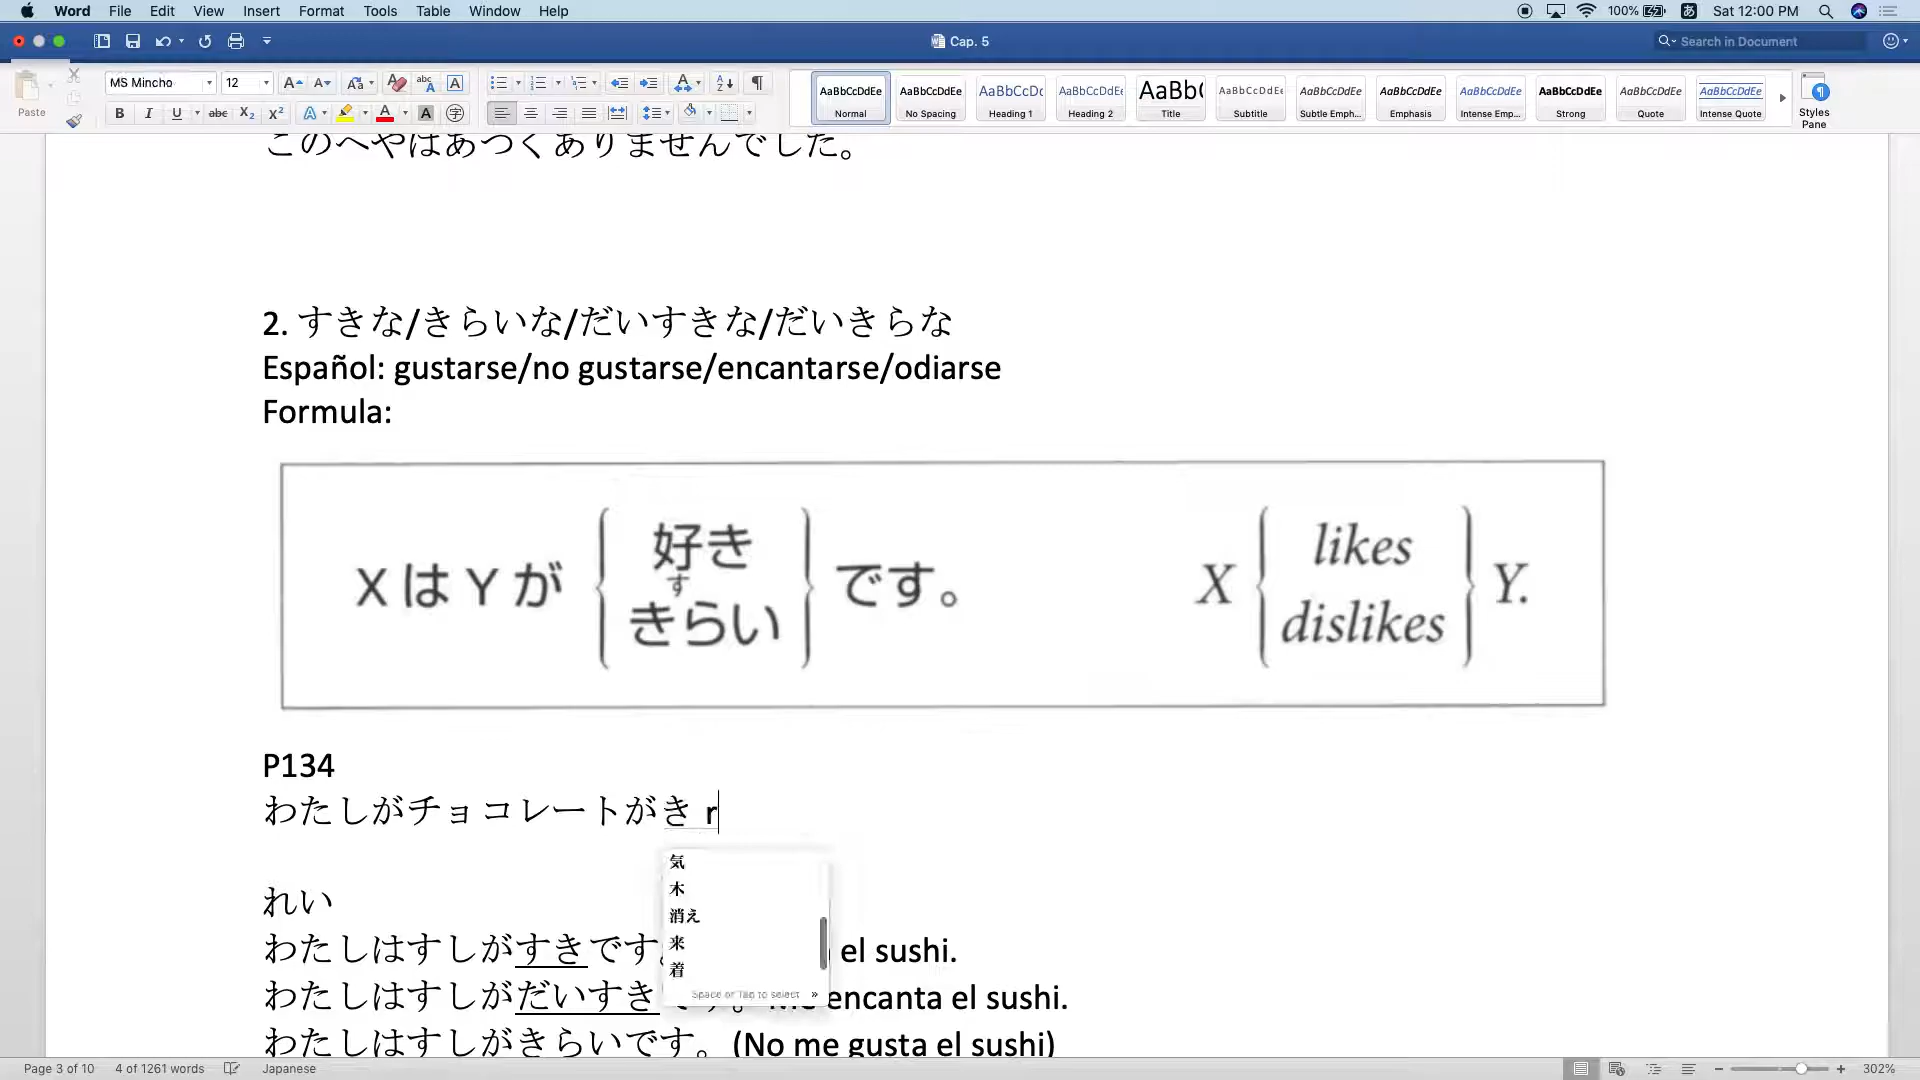 Word File Edit View Insert Format Tools Table Window Help 100% あ Sat 12:00 PM
Cap. 5 Search in Document
Paste MS Mincho 12
AaBbCcDdEe AaBbCcDdEe AaBbCcDc AaBbCcDdEe AaBb( AaBbCcDdEe AaBbCcDdEe AaBbCcDdEe AaBbCcDdEe AaBbCcDdEe AaBbCcDdEe AaBbCcDdEe
Normal No Spacing Heading 1 Heading 2 Title Subtitle Subtle Emph... Emphasis Intense Emp... Strong Quote Intense Quote Styles Pane
このへやはあつくありませんでした。
2. すきな/きらいな/だいすきな/だいきらな
Español: gustarse/no gustarse/encantarse/odiarse
Formula:
X は Y が { 好き きらい } です。 X { likes dislikes } Y.
す
P134
わたしがチョコレートがき r
気
木
消え
来
着
Space or Tap to select »
れい
わたしはすしがすきです。 el sushi.
わたしはすしがだいすきです。 Me encanta el sushi.
わたしはすしがきらいです。(No me gusta el sushi)
Page 3 of 10 4 of 1261 words Japanese 302%